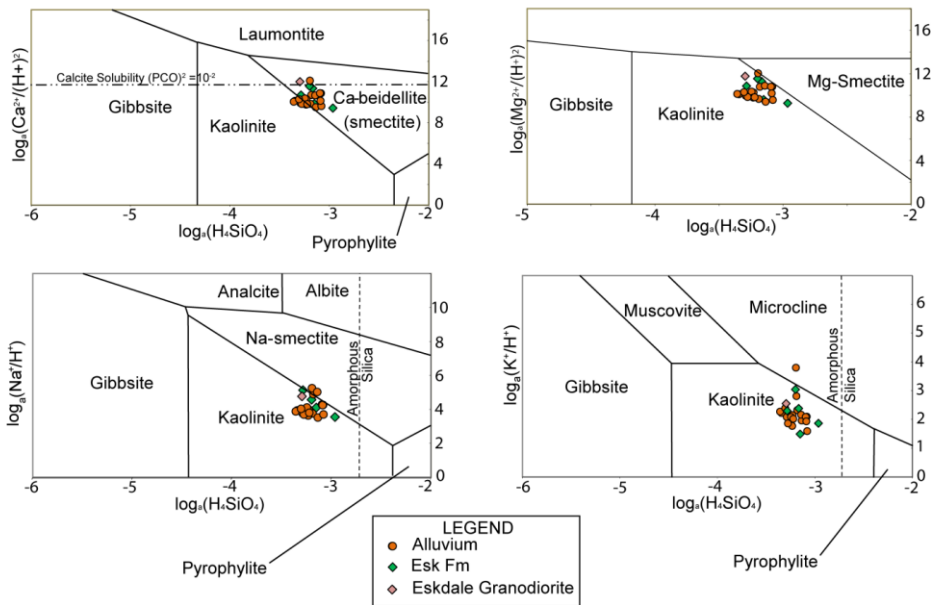 Laumontite
Calcite Solubility (PCO)² =10⁻²
Gibbsite
Kaolinite
Ca-beidellite
(smectite)
16
12
8
4
0
-6
-5
-4
-3
-2
logₐ(Ca²⁺/(H+)²)
logₐ(H₄SiO₄)
Pyrophylite
Gibbsite
Kaolinite
Mg-Smectite
16
12
8
4
0
-5
-4
-3
-2
logₐ(Mg²⁺/(H⁺)²)
logₐ(H₄SiO₄)
Analcite
Albite
Na-smectite
Gibbsite
Kaolinite
Amorphous
Silica
10
8
6
4
2
0
-6
-5
-4
-3
-2
logₐ(Na⁺/H⁺)
logₐ(H₄SiO₄)
Pyrophylite
Muscovite
Microcline
Gibbsite
Kaolinite
Amorphous
Silica
6
5
4
3
2
1
0
-6
-5
-4
-3
-2
logₐ(K⁺/H⁺)
logₐ(H₄SiO₄)
Pyrophylite
LEGEND
Alluvium
Esk Fm
Eskdale Granodiorite